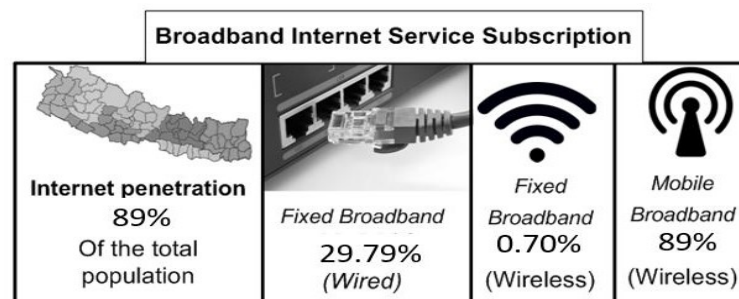 Broadband Internet Service Subscription
Internet penetration
89%
Of the total
population
Fixed Broadband
29.79%
(Wired)
Fixed
Broadband
0.70%
(Wireless)
Mobile
Broadband
89%
(Wireless)